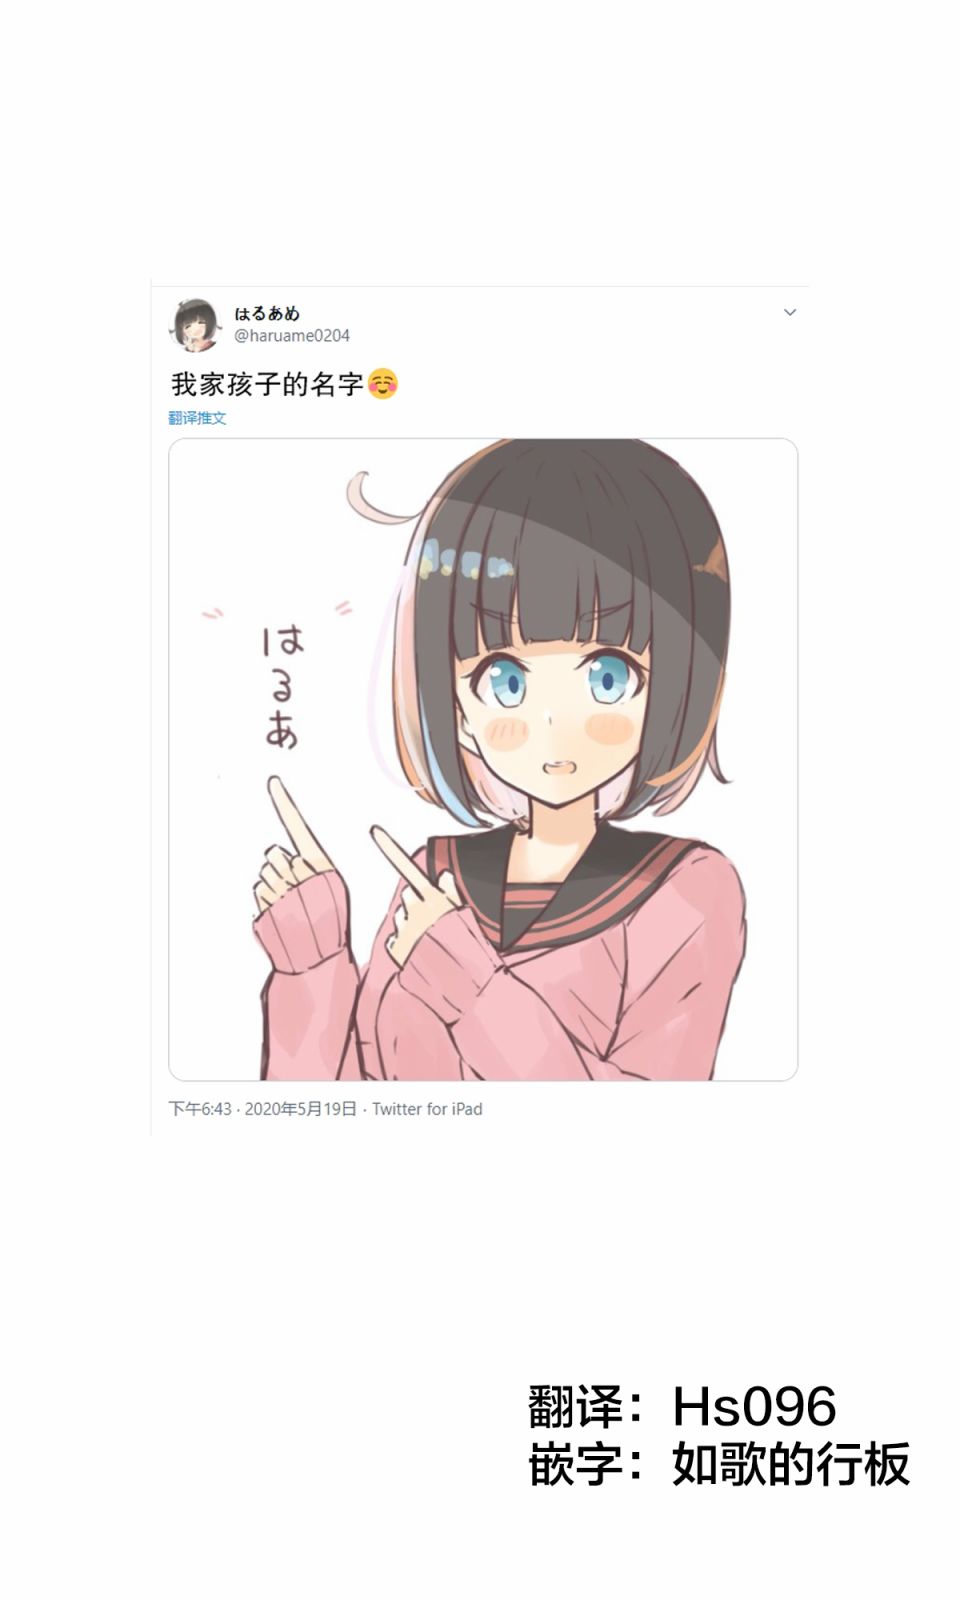 はるあめ
@haruame0204
我家孩子的名字☺️
翻译推文
はるあ
下午6:43 · 2020年5月19日 · Twitter for iPad
翻译：Hs096
嵌字：如歌的行板